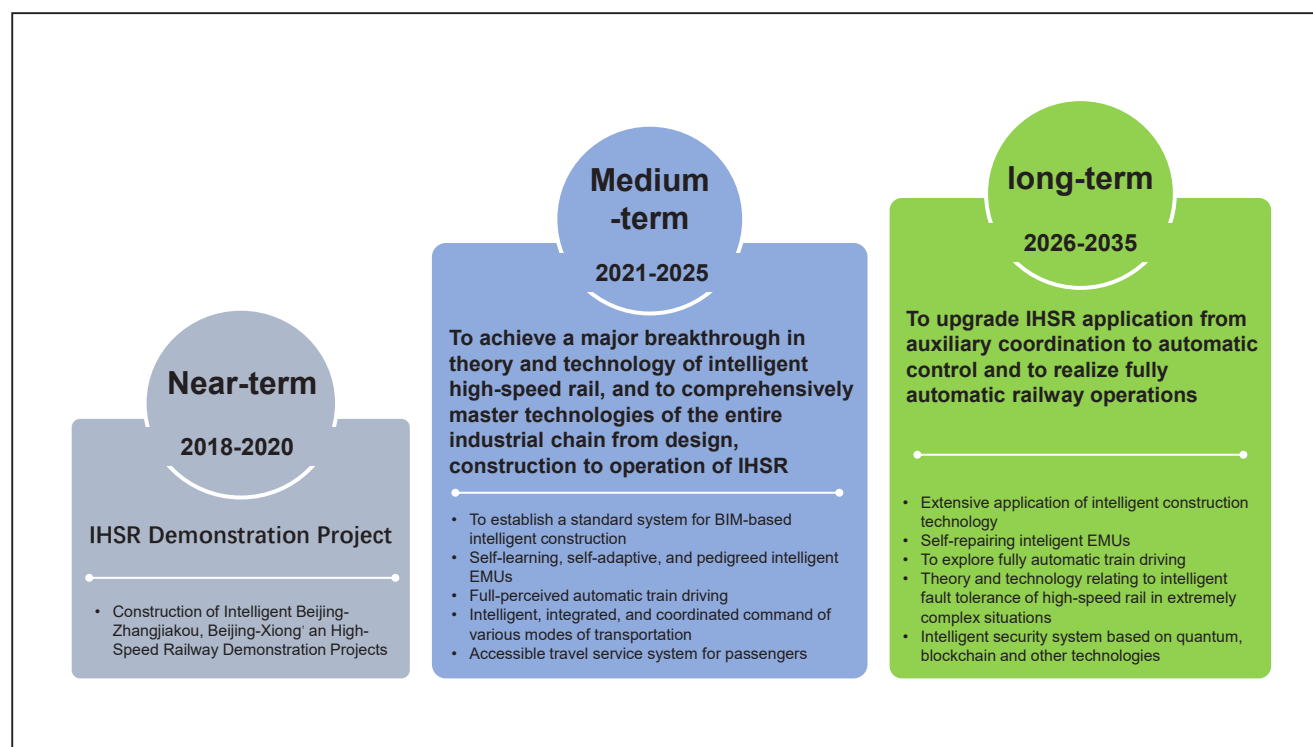 Near-term
2018-2020
IHSR Demonstration Project
• Construction of Intelligent Beijing-
Zhangjiakou, Beijing-Xiong' an High-
Speed Railway Demonstration Projects
Medium
-term
2021-2025
To achieve a major breakthrough in
theory and technology of intelligent
high-speed rail, and to comprehensively
master technologies of the entire
industrial chain from design,
construction to operation of IHSR
• To establish a standard system for BIM-based
intelligent construction
• Self-learning, self-adaptive, and pedigreed intelligent
EMUs
• Full-perceived automatic train driving
• Intelligent, integrated, and coordinated command of
various modes of transportation
• Accessible travel service system for passengers
long-term
2026-2035
To upgrade IHSR application from
auxiliary coordination to automatic
control and to realize fully
automatic railway operations
• Extensive application of intelligent construction
technology
• Self-repairing inteligent EMUs
• To explore fully automatic train driving
• Theory and technology relating to intelligent
fault tolerance of high-speed rail in extremely
complex situations
• Intelligent security system based on quantum,
blockchain and other technologies